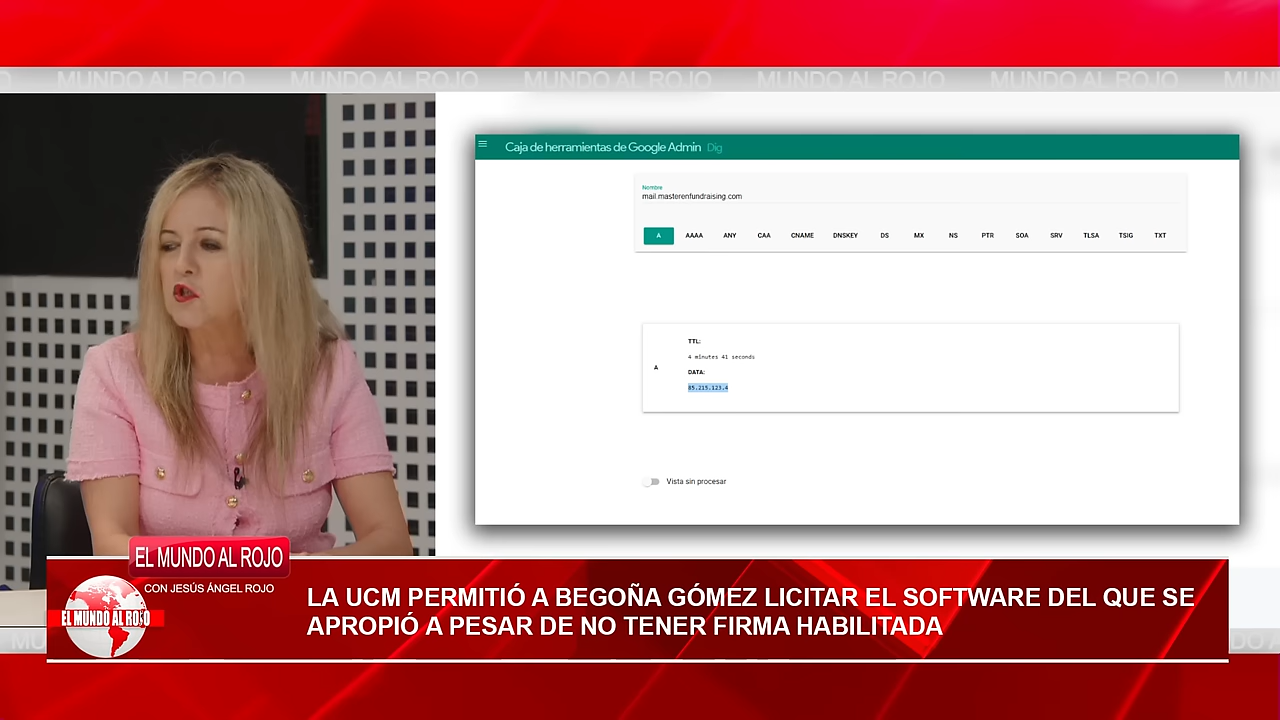 MUNDO AL ROJO MUNDO AL ROJO MUNDO AL ROJO MUNDO AL ROJO MUNDO AL ROJO MUN
Caja de herramientas de Google Admin Dig
Nombre
mail.masterenfundraising.com
A AAAA ANY CAA CNAME DNSKEY DS MX NS PTR SOA SRV TLSA TSIG TXT
TTL:
4 minutes 41 seconds
A
DATA:
85.215.123.4
Vista sin procesar
EL MUNDO AL ROJO
CON JESÚS ÁNGEL ROJO
EL MUNDO AL ROJO
LA UCM PERMITIÓ A BEGOÑA GÓMEZ LICITAR EL SOFTWARE DEL QUE SE
APROPIÓ A PESAR DE NO TENER FIRMA HABILITADA